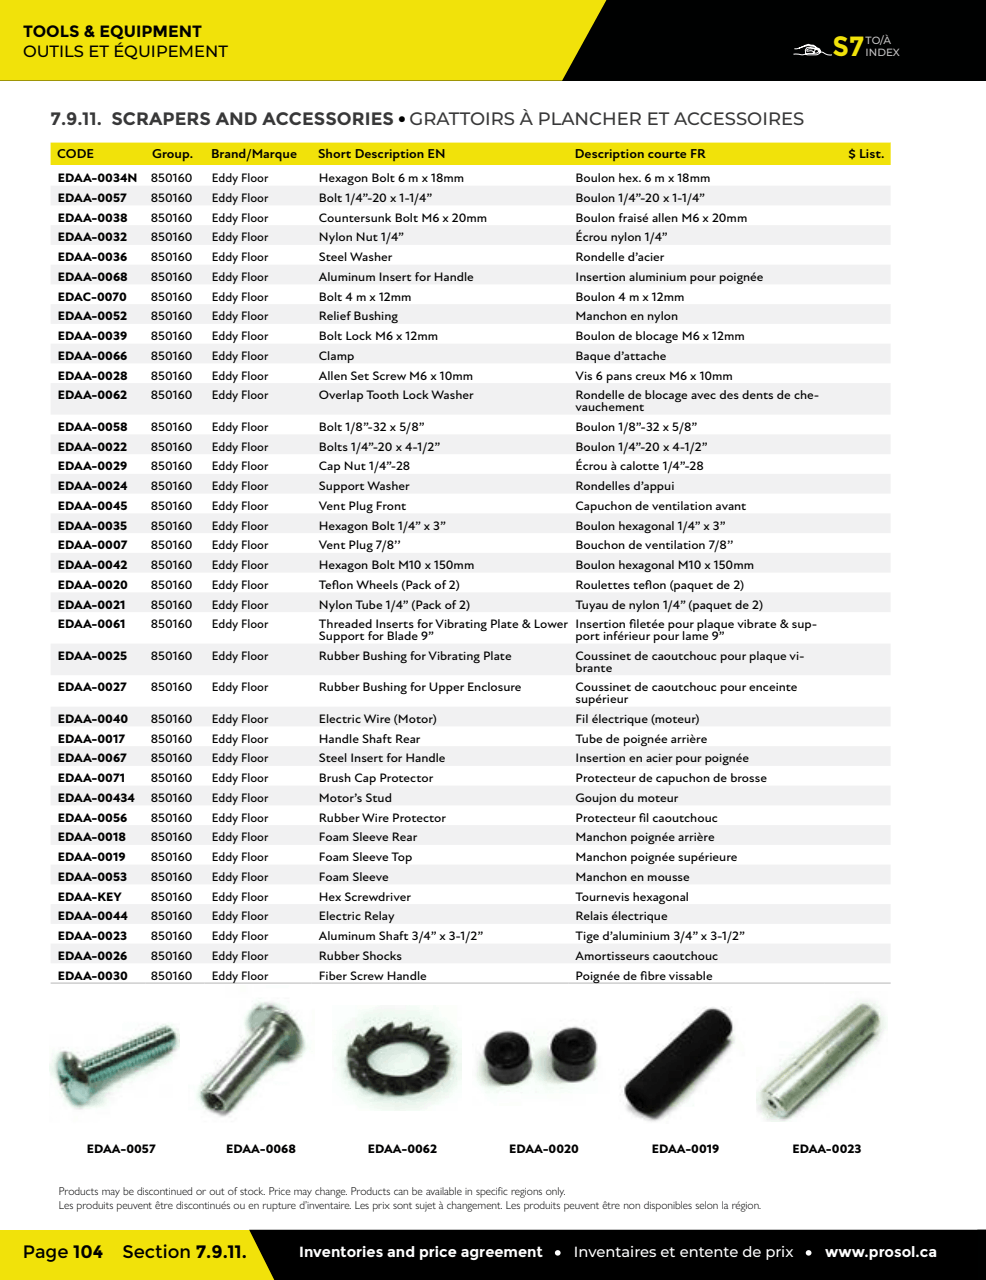 TOOLS & EQUIPMENT
OUTILS ET ÉQUIPEMENT
S7 TO/À INDEX
7.9.11. SCRAPERS AND ACCESSORIES • GRATTOIRS À PLANCHER ET ACCESSOIRES
CODE Group. Brand/Marque Short Description EN Description courte FR $ List.
EDAA-0034N 850160 Eddy Floor Hexagon Bolt 6 m x 18mm Boulon hex. 6 m x 18mm
EDAA-0057 850160 Eddy Floor Bolt 1/4”-20 x 1-1/4” Boulon 1/4”-20 x 1-1/4”
EDAA-0038 850160 Eddy Floor Countersunk Bolt M6 x 20mm Boulon fraisé allen M6 x 20mm
EDAA-0032 850160 Eddy Floor Nylon Nut 1/4” Écrou nylon 1/4”
EDAA-0036 850160 Eddy Floor Steel Washer Rondelle d’acier
EDAA-0068 850160 Eddy Floor Aluminum Insert for Handle Insertion aluminium pour poignée
EDAC-0070 850160 Eddy Floor Bolt 4 m x 12mm Boulon 4 m x 12mm
EDAA-0052 850160 Eddy Floor Relief Bushing Manchon en nylon
EDAA-0039 850160 Eddy Floor Bolt Lock M6 x 12mm Boulon de blocage M6 x 12mm
EDAA-0066 850160 Eddy Floor Clamp Baque d’attache
EDAA-0028 850160 Eddy Floor Allen Set Screw M6 x 10mm Vis 6 pans creux M6 x 10mm
EDAA-0062 850160 Eddy Floor Overlap Tooth Lock Washer Rondelle de blocage avec des dents de che-
vauchement
EDAA-0058 850160 Eddy Floor Bolt 1/8”-32 x 5/8” Boulon 1/8”-32 x 5/8”
EDAA-0022 850160 Eddy Floor Bolts 1/4”-20 x 4-1/2” Boulon 1/4”-20 x 4-1/2”
EDAA-0029 850160 Eddy Floor Cap Nut 1/4”-28 Écrou à calotte 1/4”-28
EDAA-0024 850160 Eddy Floor Support Washer Rondelles d’appui
EDAA-0045 850160 Eddy Floor Vent Plug Front Capuchon de ventilation avant
EDAA-0035 850160 Eddy Floor Hexagon Bolt 1/4” x 3” Boulon hexagonal 1/4” x 3”
EDAA-0007 850160 Eddy Floor Vent Plug 7/8’’ Bouchon de ventilation 7/8’’
EDAA-0042 850160 Eddy Floor Hexagon Bolt M10 x 150mm Boulon hexagonal M10 x 150mm
EDAA-0020 850160 Eddy Floor Teflon Wheels (Pack of 2) Roulettes teflon (paquet de 2)
EDAA-0021 850160 Eddy Floor Nylon Tube 1/4” (Pack of 2) Tuyau de nylon 1/4” (paquet de 2)
EDAA-0061 850160 Eddy Floor Threaded Inserts for Vibrating Plate & Lower Insertion filetée pour plaque vibrate & sup-
Support for Blade 9” port inférieur pour lame 9”
EDAA-0025 850160 Eddy Floor Rubber Bushing for Vibrating Plate Coussinet de caoutchouc pour plaque vi-
brante
EDAA-0027 850160 Eddy Floor Rubber Bushing for Upper Enclosure Coussinet de caoutchouc pour enceinte
supérieur
EDAA-0040 850160 Eddy Floor Electric Wire (Motor) Fil électrique (moteur)
EDAA-0017 850160 Eddy Floor Handle Shaft Rear Tube de poignée arrière
EDAA-0067 850160 Eddy Floor Steel Insert for Handle Insertion en acier pour poignée
EDAA-0071 850160 Eddy Floor Brush Cap Protector Protecteur de capuchon de brosse
EDAA-00434 850160 Eddy Floor Motor’s Stud Goujon du moteur
EDAA-0056 850160 Eddy Floor Rubber Wire Protector Protecteur fil caoutchouc
EDAA-0018 850160 Eddy Floor Foam Sleeve Rear Manchon poignée arrière
EDAA-0019 850160 Eddy Floor Foam Sleeve Top Manchon poignée supérieure
EDAA-0053 850160 Eddy Floor Foam Sleeve Manchon en mousse
EDAA-KEY 850160 Eddy Floor Hex Screwdriver Tournevis hexagonal
EDAA-0044 850160 Eddy Floor Electric Relay Relais électrique
EDAA-0023 850160 Eddy Floor Aluminum Shaft 3/4” x 3-1/2” Tige d’aluminium 3/4” x 3-1/2”
EDAA-0026 850160 Eddy Floor Rubber Shocks Amortisseurs caoutchouc
EDAA-0030 850160 Eddy Floor Fiber Screw Handle Poignée de fibre vissable
EDAA-0057 EDAA-0068 EDAA-0062 EDAA-0020 EDAA-0019 EDAA-0023
Products may be discontinued or out of stock. Price may change. Products can be available in specific regions only.
Les produits peuvent être discontinués ou en rupture d’inventaire. Les prix sont sujet à changement. Les produits peuvent être non disponibles selon la région.
Page 104 Section 7.9.11. Inventories and price agreement • Inventaires et entente de prix • www.prosol.ca